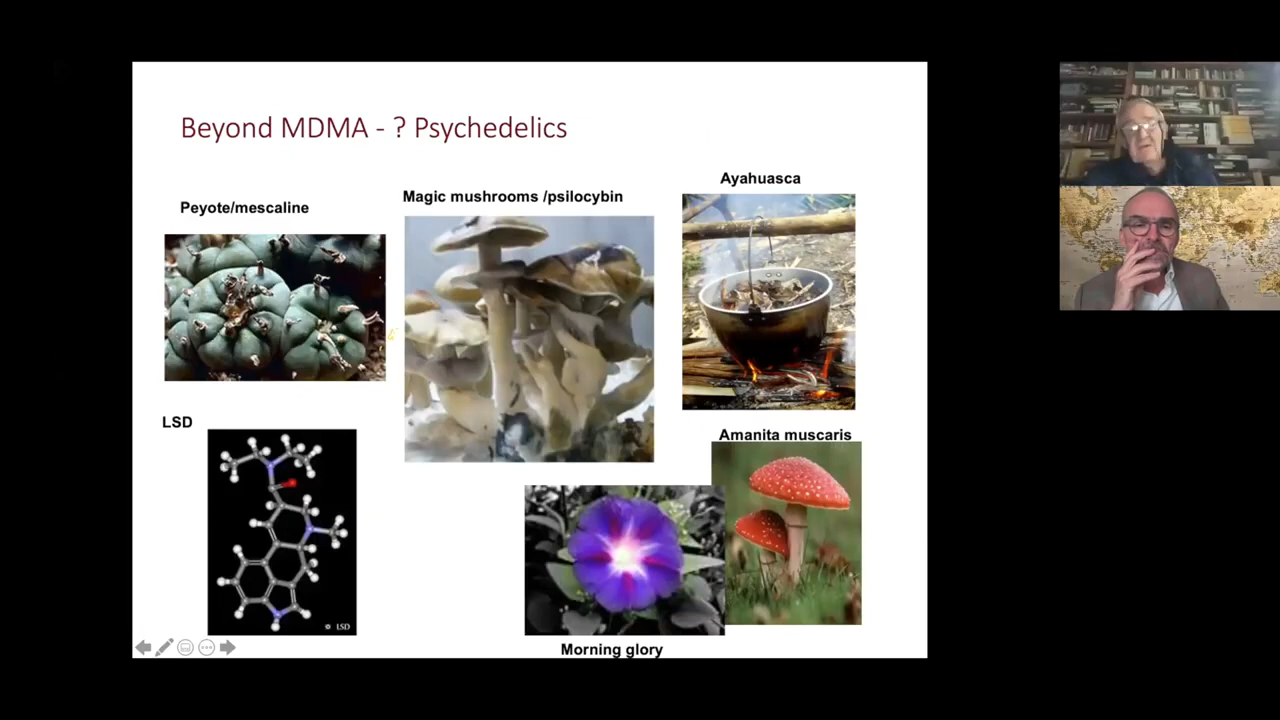 Beyond MDMA - ? Psychedelics
Ayahuasca
Magic mushrooms /psilocybin
Peyote/mescaline
LSD
Amanita muscaris
LSD
Morning glory